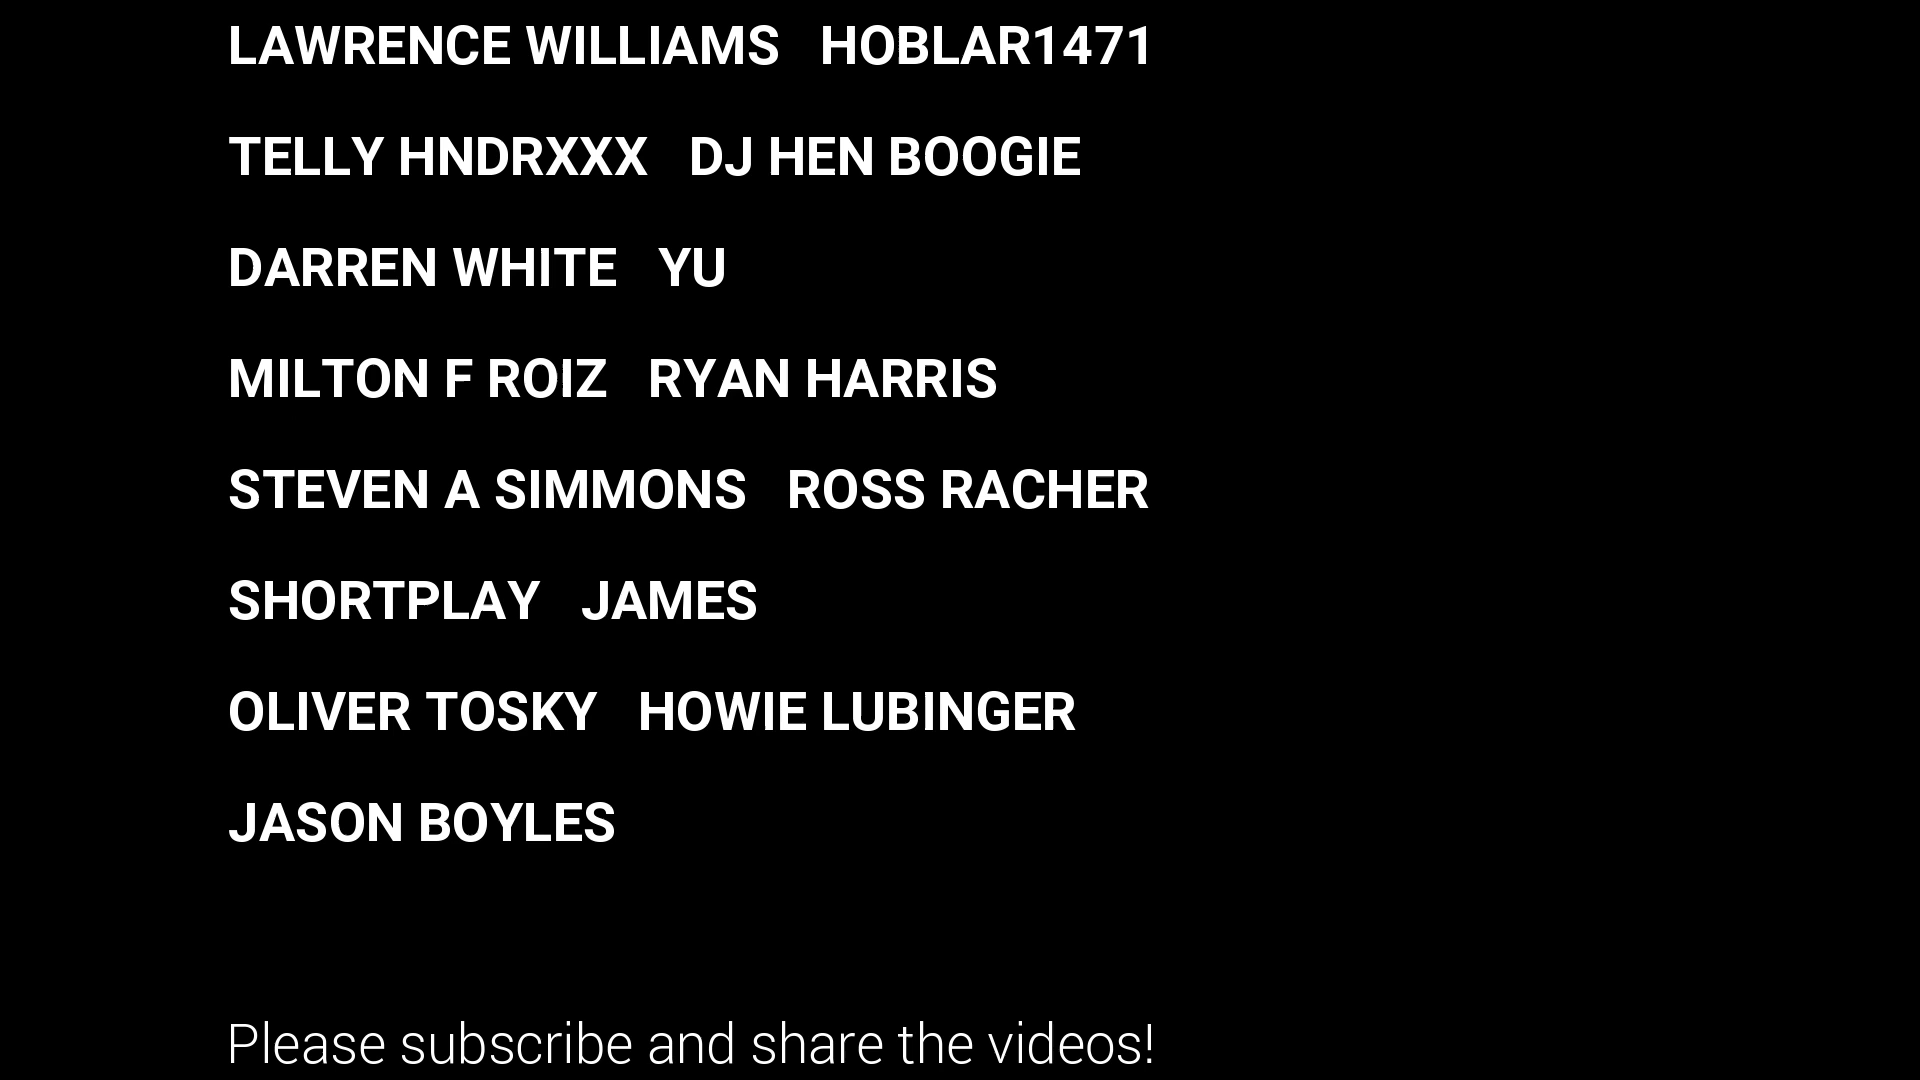 LAWRENCE WILLIAMS   HOBLAR1471
TELLY HNDRXXX   DJ HEN BOOGIE
DARREN WHITE   YU
MILTON F ROIZ   RYAN HARRIS
STEVEN A SIMMONS   ROSS RACHER
SHORTPLAY   JAMES
OLIVER TOSKY   HOWIE LUBINGER
JASON BOYLES
Please subscribe and share the videos!